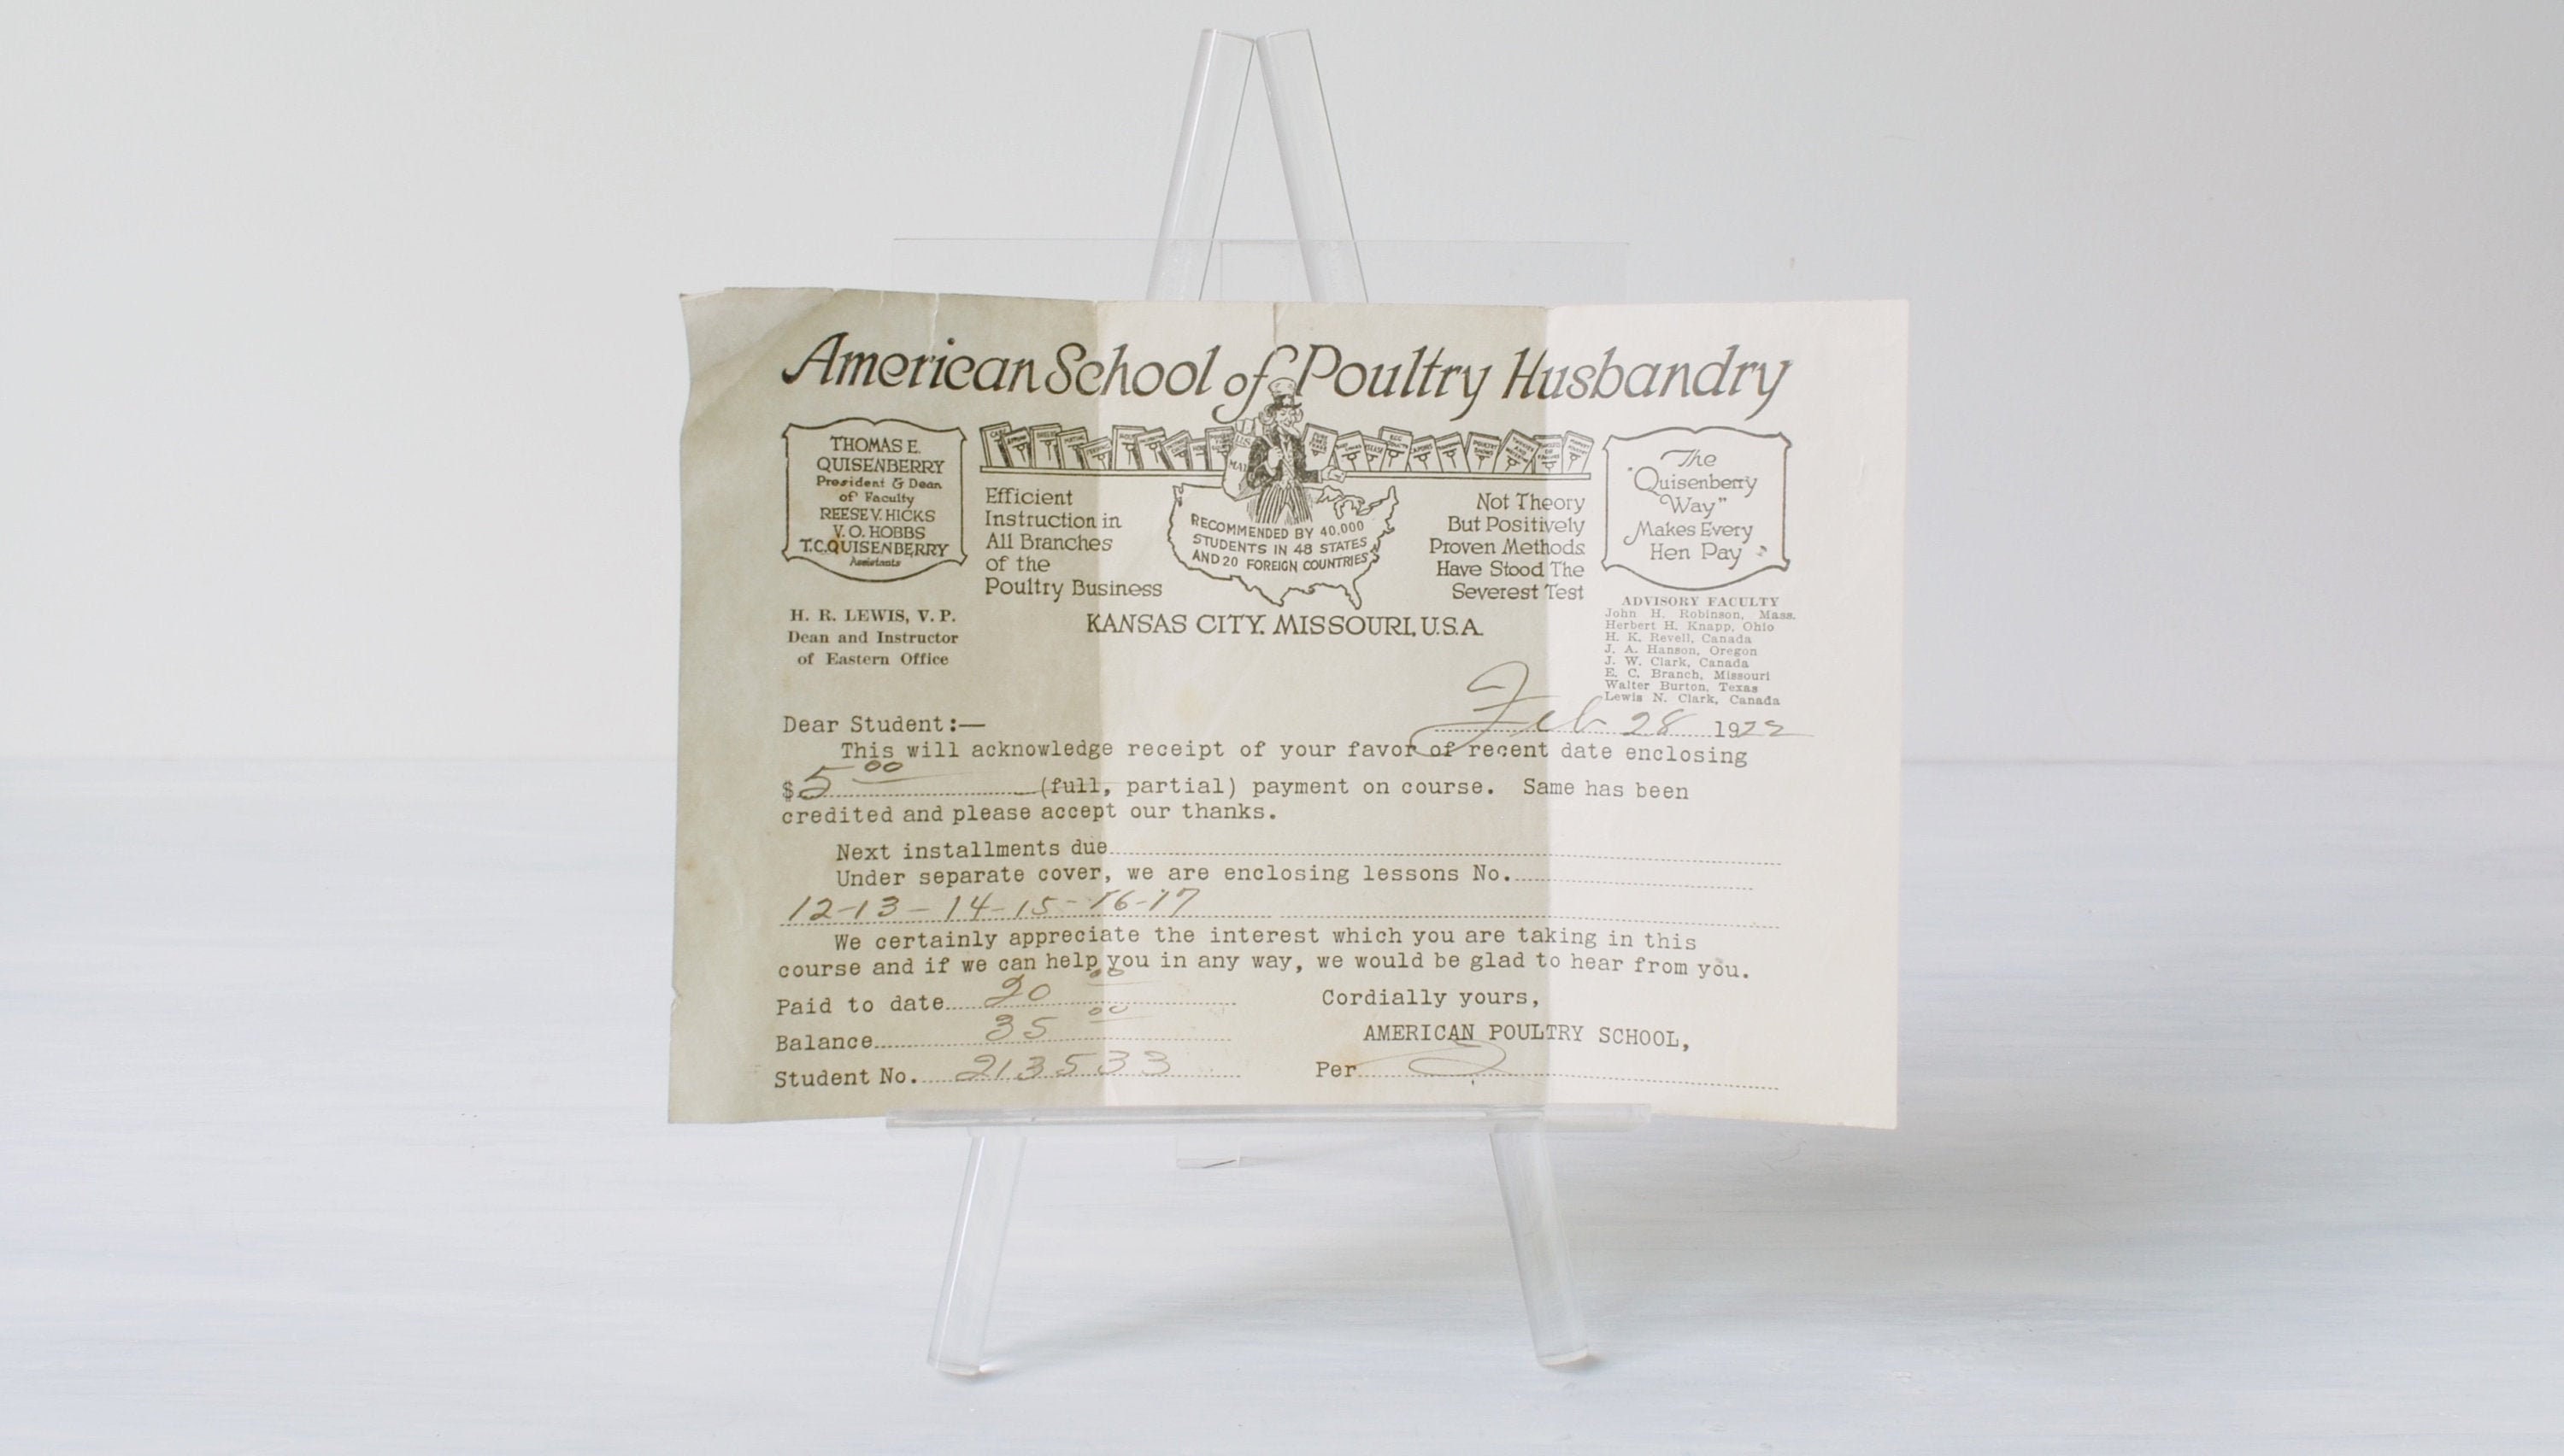 American School of Poultry Husbandry
THOMAS E.
QUISENBERRY
President & Dean
of Faculty
REESE V. HICKS
V. O. HOBBS
T.C. QUISENBERRY
Assistants
H. R. LEWIS, V. P.
Dean and Instructor
of Eastern Office
Efficient
Instruction in
All Branches
of the
Poultry Business
RECOMMENDED BY 40,000
STUDENTS IN 48 STATES
AND 20 FOREIGN COUNTRIES
Not Theory
But Positively
Proven Methods
Have Stood The
Severest Test
The
"Quisenberry
Way"
Makes Every
Hen Pay
KANSAS CITY, MISSOURI, U.S.A.
ADVISORY FACULTY
John H. Robinson, Mass.
Herbert H. Knapp, Ohio
H. K. Revell, Canada
J. A. Hanson, Oregon
J. W. Clark, Canada
E. C. Branch, Missouri
Walter Burton, Texas
Lewis N. Clark, Canada
Feb 28 1922
Dear Student:—
This will acknowledge receipt of your favor of recent date enclosing
$5 00 (full, partial) payment on course. Same has been
credited and please accept our thanks.
Next installments due
Under separate cover, we are enclosing lessons No.
12-13-14-15-16-17
We certainly appreciate the interest which you are taking in this
course and if we can help you in any way, we would be glad to hear from you.
Paid to date 20 00
Cordially yours,
Balance 35 00
AMERICAN POULTRY SCHOOL,
Student No. 213533
Per